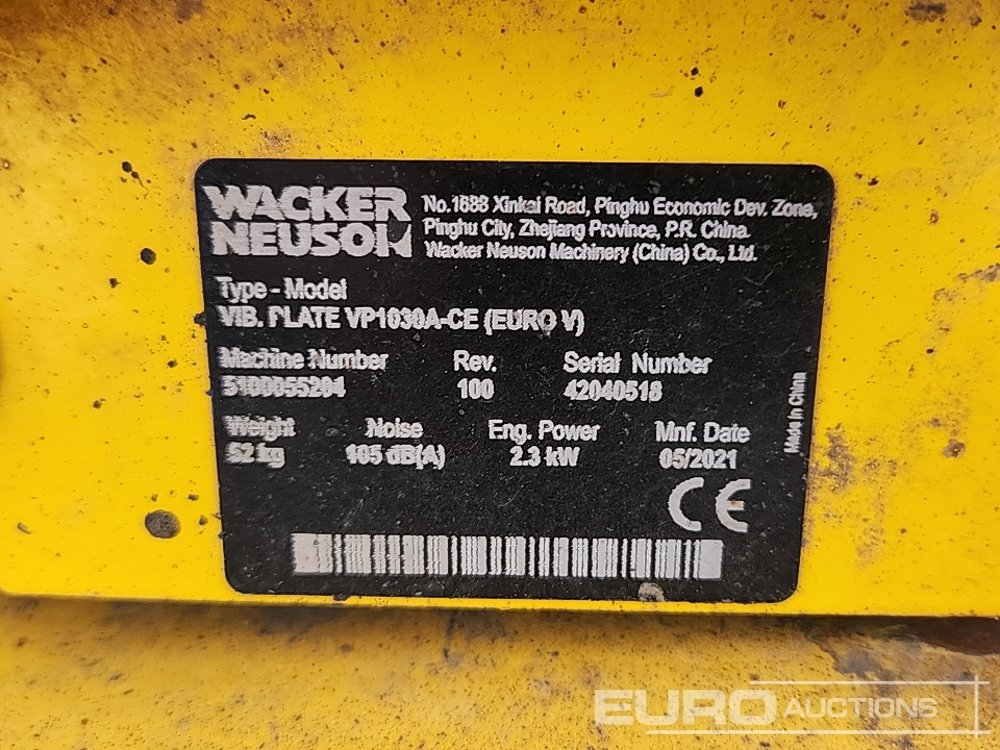 WACKER
NEUSON
No.1688 Xinkai Road, Pinghu Economic Dev. Zone,
Pinghu City, Zhejiang Province, P.R. China.
Wacker Neuson Machinery (China) Co., Ltd.
Type - Model
VIB. PLATE VP1030A-CE (EURO V)
Machine Number Rev. Serial Number
5100055204 100 42040518
Weight Noise Eng. Power Mnf. Date
52 kg 105 dB(A) 2.3 kW 05/2021
Made in China
CE
EURO AUCTIONS